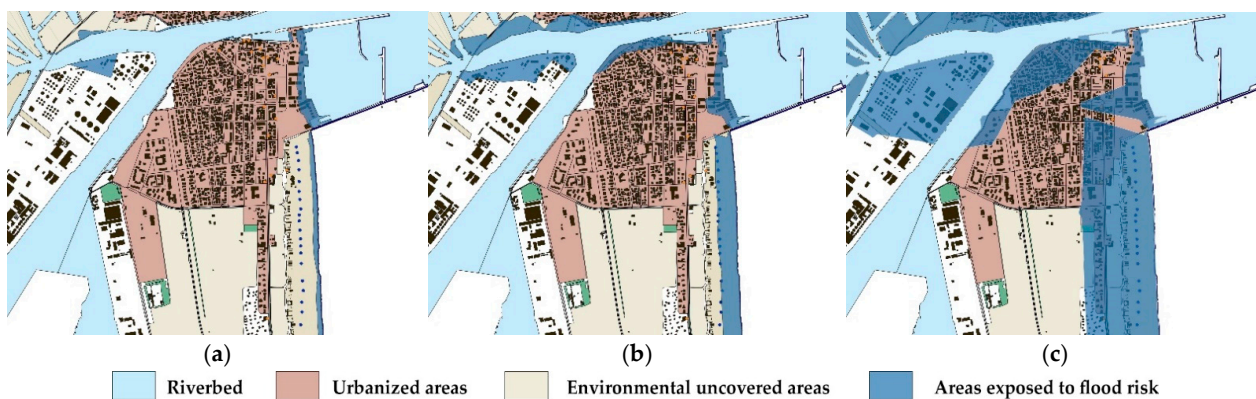 (a) (b) (c)
Riverbed Urbanized areas Environmental uncovered areas Areas exposed to flood risk